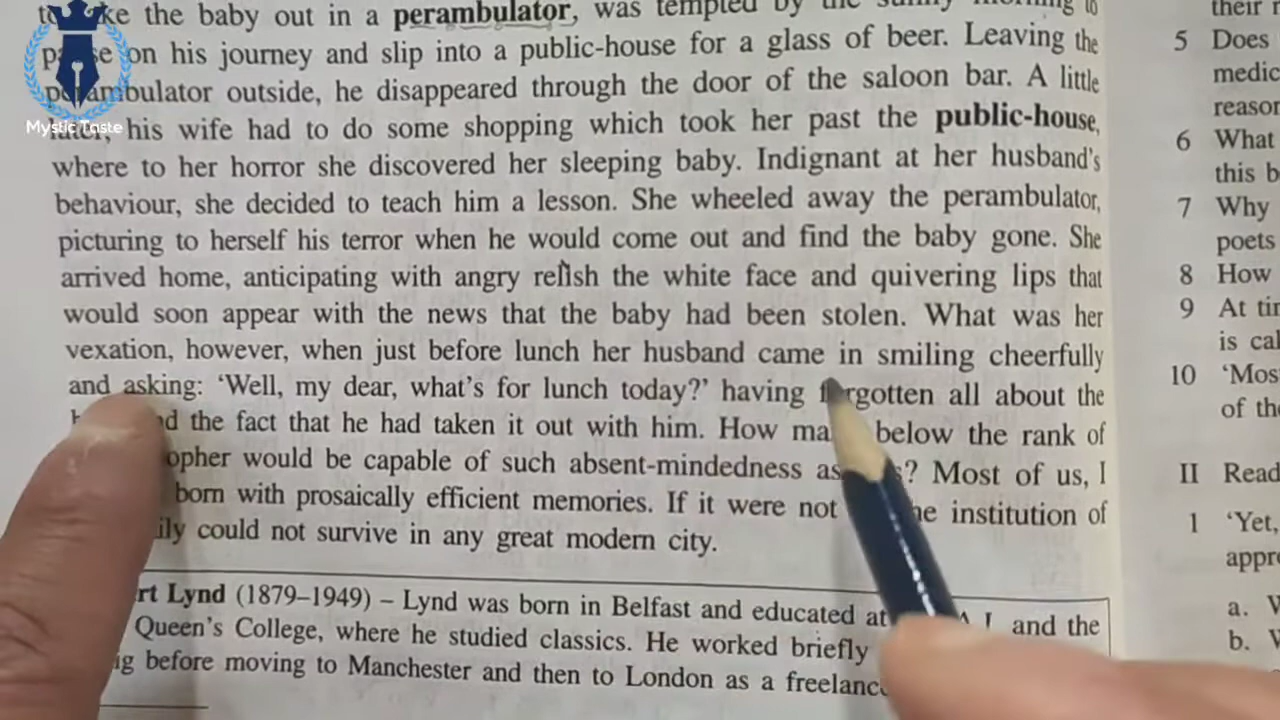 the baby out in a perambulator, was tempted by the sunny morning to
on his journey and slip into a public-house for a glass of beer. Leaving the
perambulator outside, he disappeared through the door of the saloon bar. A little
later, his wife had to do some shopping which took her past the public-house,
where to her horror she discovered her sleeping baby. Indignant at her husband's
behaviour, she decided to teach him a lesson. She wheeled away the perambulator,
picturing to herself his terror when he would come out and find the baby gone. She
arrived home, anticipating with angry relish the white face and quivering lips that
would soon appear with the news that the baby had been stolen. What was her
vexation, however, when just before lunch her husband came in smiling cheerfully
and asking: 'Well, my dear, what's for lunch today?' having forgotten all about the
the fact that he had taken it out with him. How below the rank of
would be capable of such absent-mindedness as ? Most of us, I
born with prosaically efficient memories. If it were not institution of
could not survive in any great modern city.
Lynd (1879–1949) – Lynd was born in Belfast and educated at and the
Queen's College, where he studied classics. He worked briefly
before moving to Manchester and then to London as a
Mystic Taste
their
5 Does
medic
reason
6 What
this b
7 Why
poets
8 How
9 At
is
10 'Mos
of the
II Read
1 'Yet,
appr
a.
b.